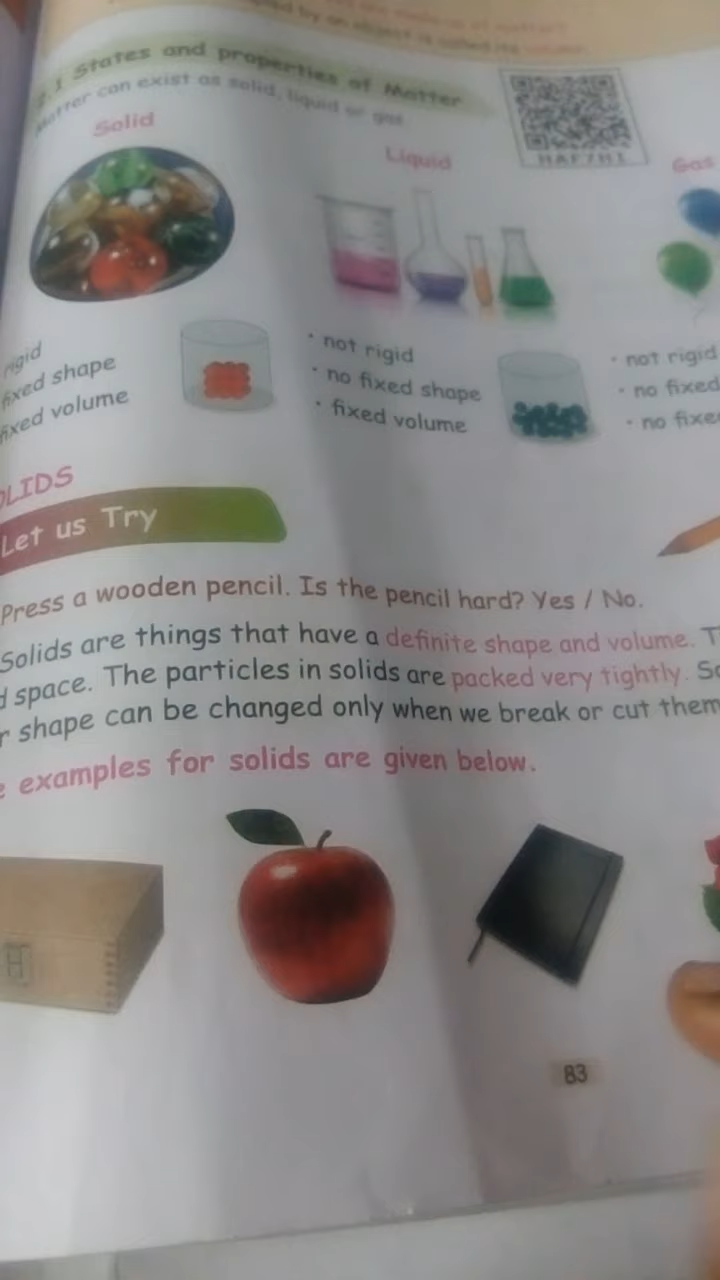 .1 States and properties of Matter
Matter can exist as solid, liquid or gas
Solid
Liquid
Gas
rigid
fixed shape
fixed volume
• not rigid
• no fixed shape
• fixed volume
• not rigid
• no fixed
• no fixe
OLIDS
Let us Try
Press a wooden pencil. Is the pencil hard? Yes / No.
Solids are things that have a definite shape and volume. T
d space. The particles in solids are packed very tightly. So
r shape can be changed only when we break or cut them
e examples for solids are given below.
83